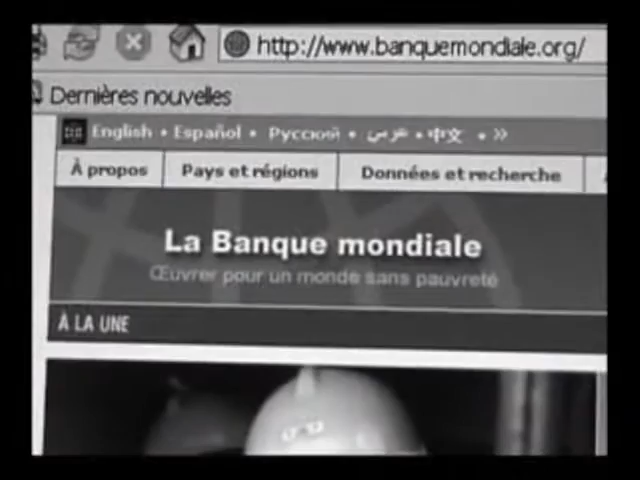 http://www.banquemondiale.org/
Dernières nouvelles
English • Español • Русский • عربي • 中文 • »
À propos
Pays et régions
Données et recherche
La Banque mondiale
Œuvrer pour un monde sans pauvreté
À LA UNE